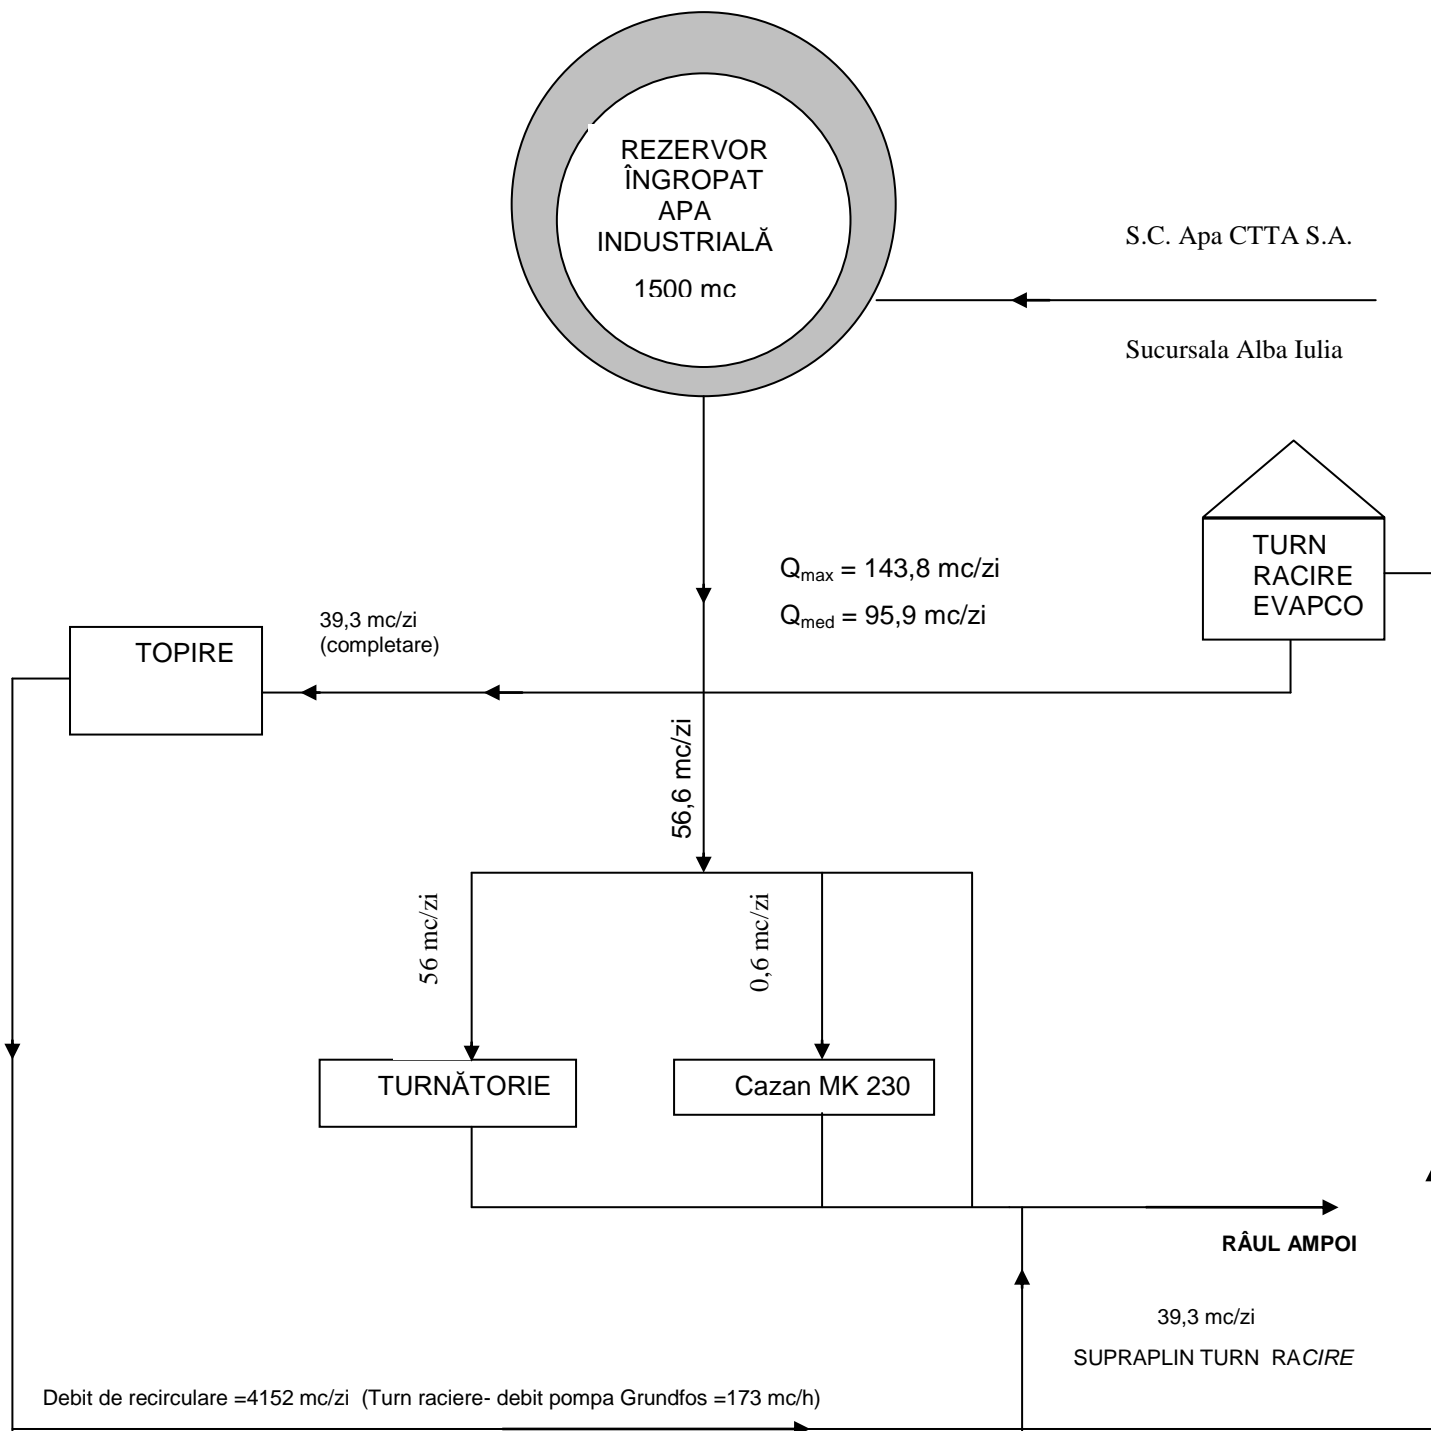 REZERVOR
ÎNGROPAT
APA
INDUSTRIALĂ
1500 mc
S.C. Apa CTTA S.A.
Sucursala Alba Iulia
TURN
RACIRE
EVAPCO
Qmax = 143,8 mc/zi
Qmed = 95,9 mc/zi
39,3 mc/zi
(completare)
TOPIRE
56,6 mc/zi
56 mc/zi
0,6 mc/zi
TURNĂTORIE
Cazan MK 230
RÂUL AMPOI
39,3 mc/zi
SUPRAPLIN TURN RACIRE
Debit de recirculare =4152 mc/zi (Turn raciere- debit pompa Grundfos =173 mc/h)